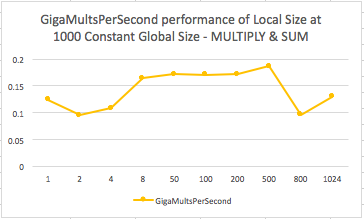 GigaMultsPerSecond performance of Local Size at
1000 Constant Global Size - MULTIPLY & SUM
0.2
0.15
0.1
0.05
0
1 2 4 8 50 100 200 500 800 1024
GigaMultsPerSecond